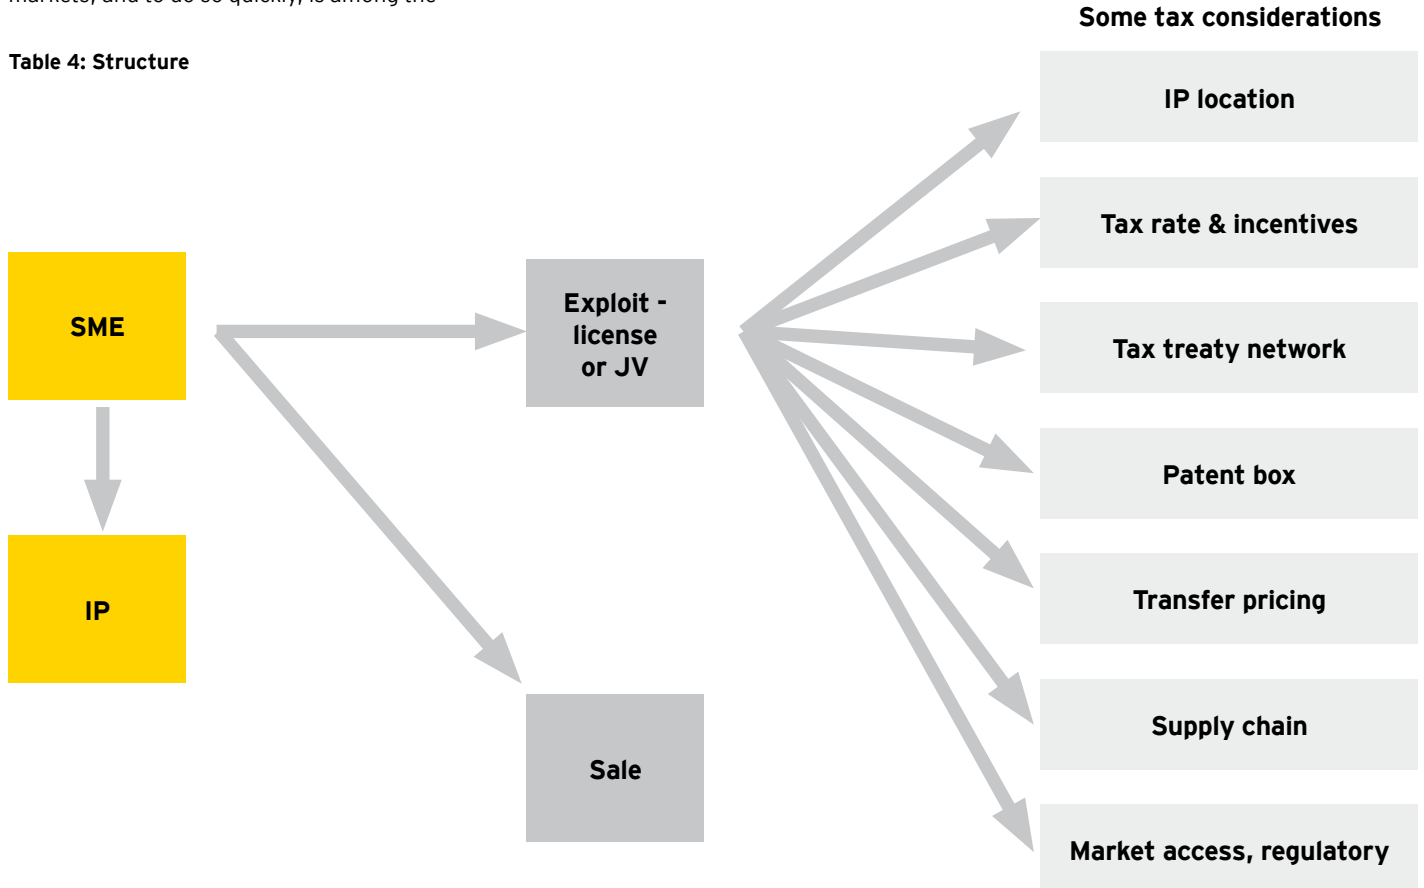 markets, and to do so quickly, is among the
Table 4: Structure
SME
IP
Exploit -
license
or JV
Sale
Some tax considerations
IP location
Tax rate & incentives
Tax treaty network
Patent box
Transfer pricing
Supply chain
Market access, regulatory